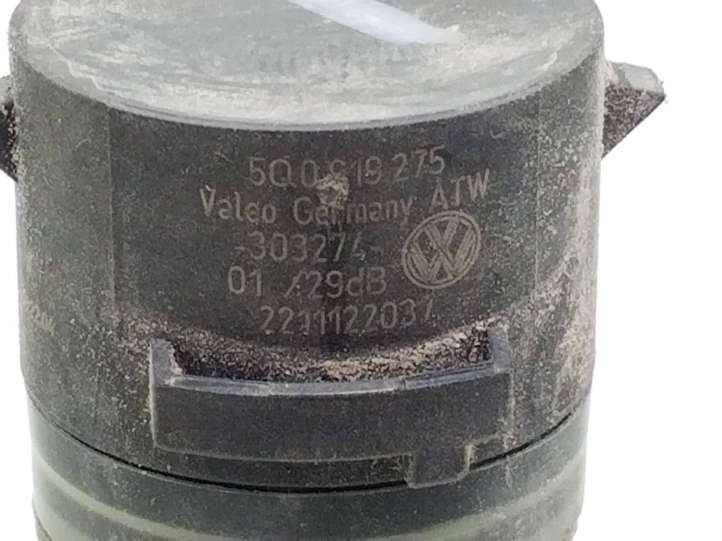 5Q0 919 275
Valeo Germany ATW
-303274-
01 /29dB
2211122037